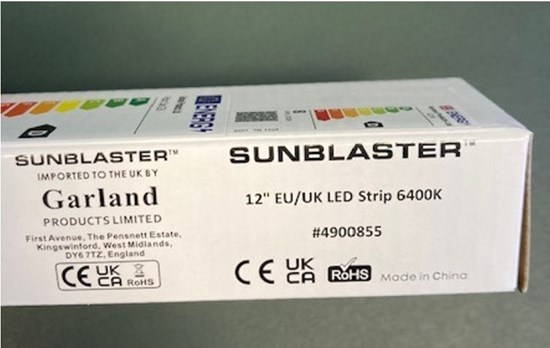 ENERG
SUNBLASTER™
IMPORTED TO THE UK BY
Garland
PRODUCTS LIMITED
First Avenue, The Pensnett Estate,
Kingswinford, West Midlands,
DY6 7TZ, England
CE UK CA RoHS
SUNBLASTER™
12" EU/UK LED Strip 6400K
#4900855
CE UK CA RoHS Made in China